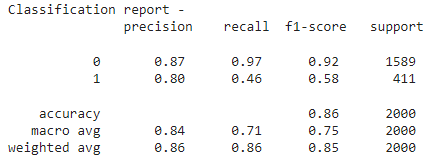 Classification report -
precision recall f1-score support
0 0.87 0.97 0.92 1589
1 0.80 0.46 0.58 411
accuracy 0.86 2000
macro avg 0.84 0.71 0.75 2000
weighted avg 0.86 0.86 0.85 2000